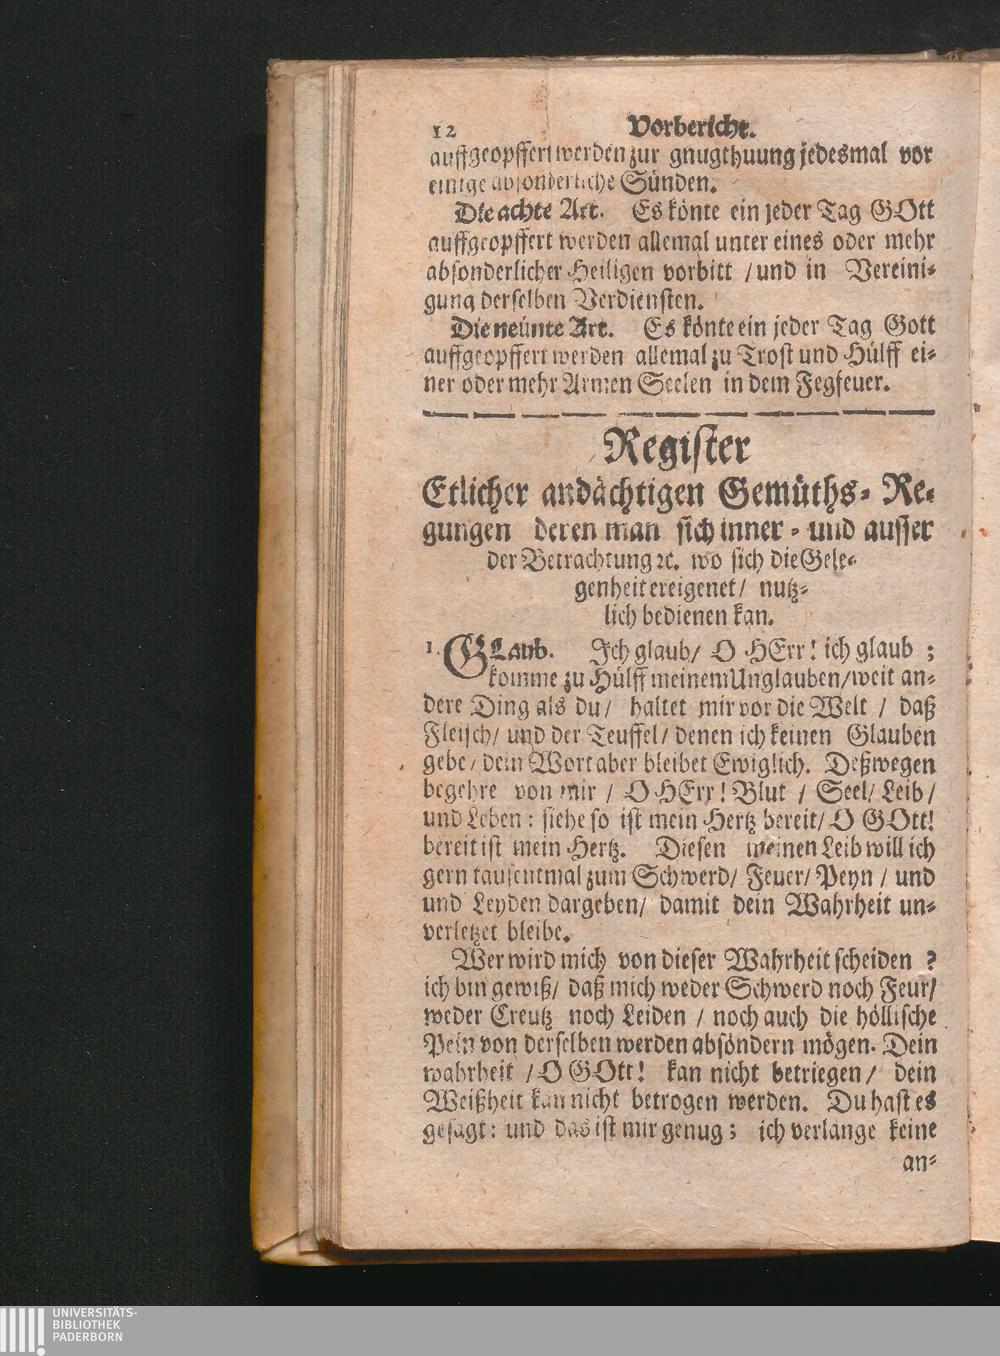 12 Vorbericht.
auffgeopffert werden zur gnugthuung jedesmal vor
einige absonderliche Sünden.
Die achte Art. Es könte ein jeder Tag GOtt
auffgeopffert werden allemal unter eines oder mehr
absonderlicher Heiligen vorbitt / und in Vereini-
gung derselben Verdiensten.
Die neünte Art. Es könte ein jeder Tag Gott
auffgeopffert werden allemal zu Trost und Hülff ei-
ner oder mehr Armen Seelen in dem Fegfeuer.
Register
Etlicher andächtigen Gemüths- Re-
gungen deren man sich inner - und ausser
der Betrachtung ꝛc. wo sich die Gele-
genheit ereigenet / nutz-
lich bedienen kan.
1. GLaub. Ich glaub / O HErr! ich glaub ;
komme zu Hülff meinem Unglauben / weit an-
dere Ding als du / haltet mir vor die Welt / daß
Fleisch / und der Teuffel / denen ich keinen Glauben
gebe / dein Wort aber bleibet Ewiglich. Deßwegen
begehre von mir / O HErr! Blut / Seel / Leib /
und Leben : siehe so ist mein Hertz bereit / O GOtt!
bereit ist mein Hertz. Diesen meinen Leib will ich
gern tausentmal zum Schwerd / Feuer / Peyn / und
und Leyden dargeben / damit dein Wahrheit un-
verletzet bleibe.
Wer wird mich von dieser Wahrheit scheiden ?
ich bin gewiß / daß mich weder Schwerd noch Feur /
weder Creutz noch Leiden / noch auch die höllische
Pein von derselben werden absöndern mögen. Dein
wahrheit / O GOtt! kan nicht betriegen / dein
Weißheit kan nicht betrogen werden. Du hast es
gesagt : und das ist mir genug ; ich verlange keine
an-
UNIVERSITÄTS-
BIBLIOTHEK
PADERBORN